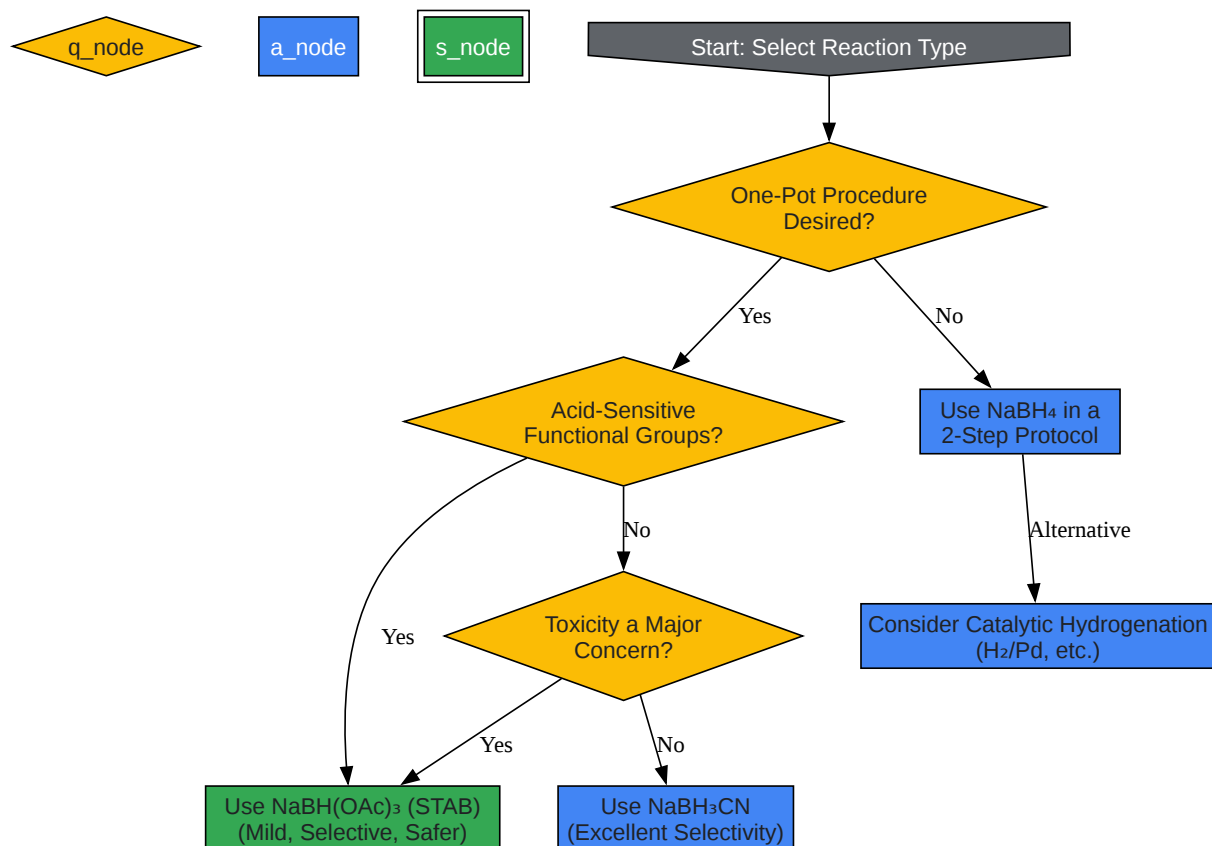 q_node
a_node
s_node
Start: Select Reaction Type
One-Pot Procedure
Desired?
Yes
No
Acid-Sensitive
Functional Groups?
Use NaBH₄ in a
2-Step Protocol
No
Alternative
Yes
Toxicity a Major
Concern?
Consider Catalytic Hydrogenation
(H₂/Pd, etc.)
Yes
No
Use NaBH(OAc)₃ (STAB)
(Mild, Selective, Safer)
Use NaBH₃CN
(Excellent Selectivity)